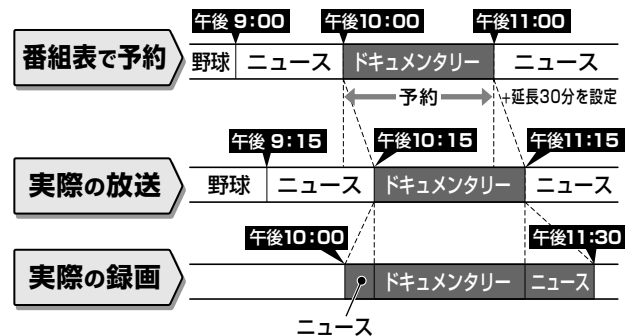 午後 9:00 午後10:00 午後11:00
番組表で予約 野球 ニュース ドキュメンタリー ニュース
予約 +延長30分を設定
午後 9:15 午後10:15 午後11:15
実際の放送 野球 ニュース ドキュメンタリー ニュース
午後10:00 午後11:30
実際の録画 ドキュメンタリー ニュース
ニュース